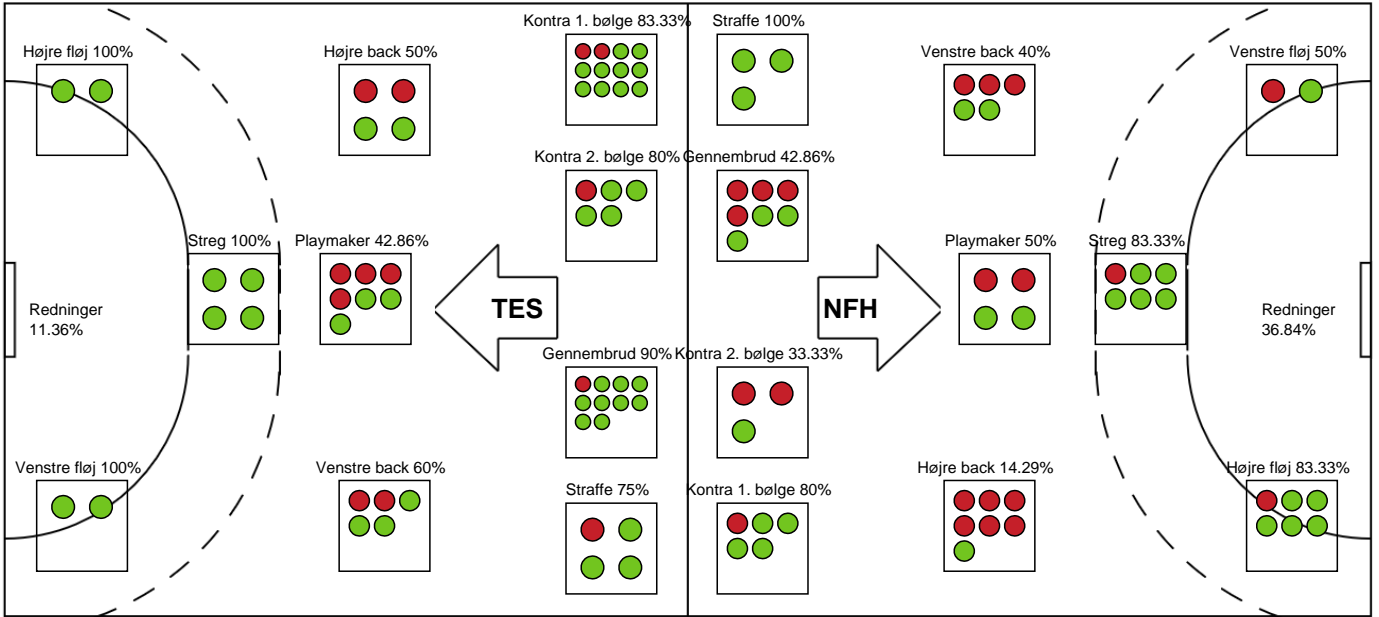 Kontra 1. bølge 83.33%
Straffe 100%
Højre fløj 100%
Højre back 50%
Venstre back 40%
Venstre fløj 50%
Kontra 2. bølge 80%
Gennembrud 42.86%
Streg 100%
Playmaker 42.86%
Playmaker 50%
Streg 83.33%
Redninger
11.36%
TES
NFH
Redninger
36.84%
Gennembrud 90%
Kontra 2. bølge 33.33%
Venstre fløj 100%
Venstre back 60%
Højre back 14.29%
Højre fløj 83.33%
Straffe 75%
Kontra 1. bølge 80%